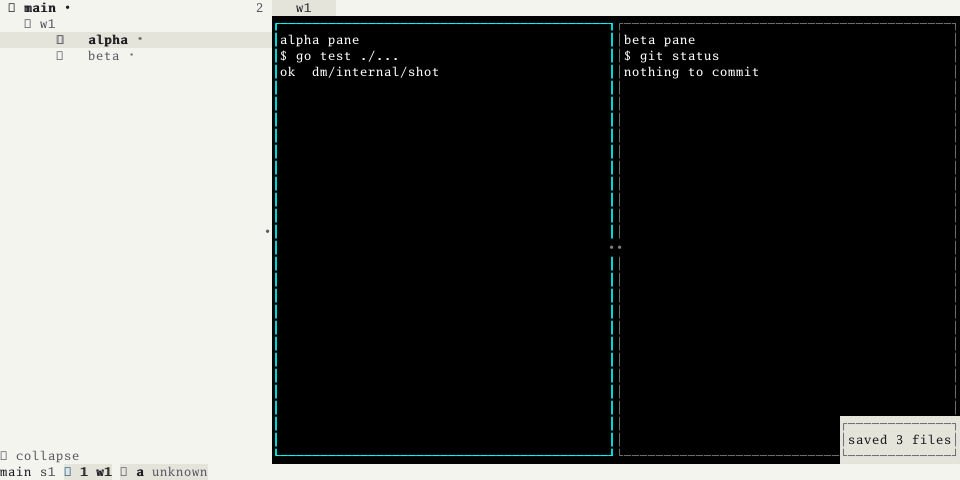 main • 2
w1
alpha •
beta •
collapse
main s1 1 w1 a unknown
w1
alpha pane
$ go test ./...
ok  dm/internal/shot
beta pane
$ git status
nothing to commit
saved 3 files